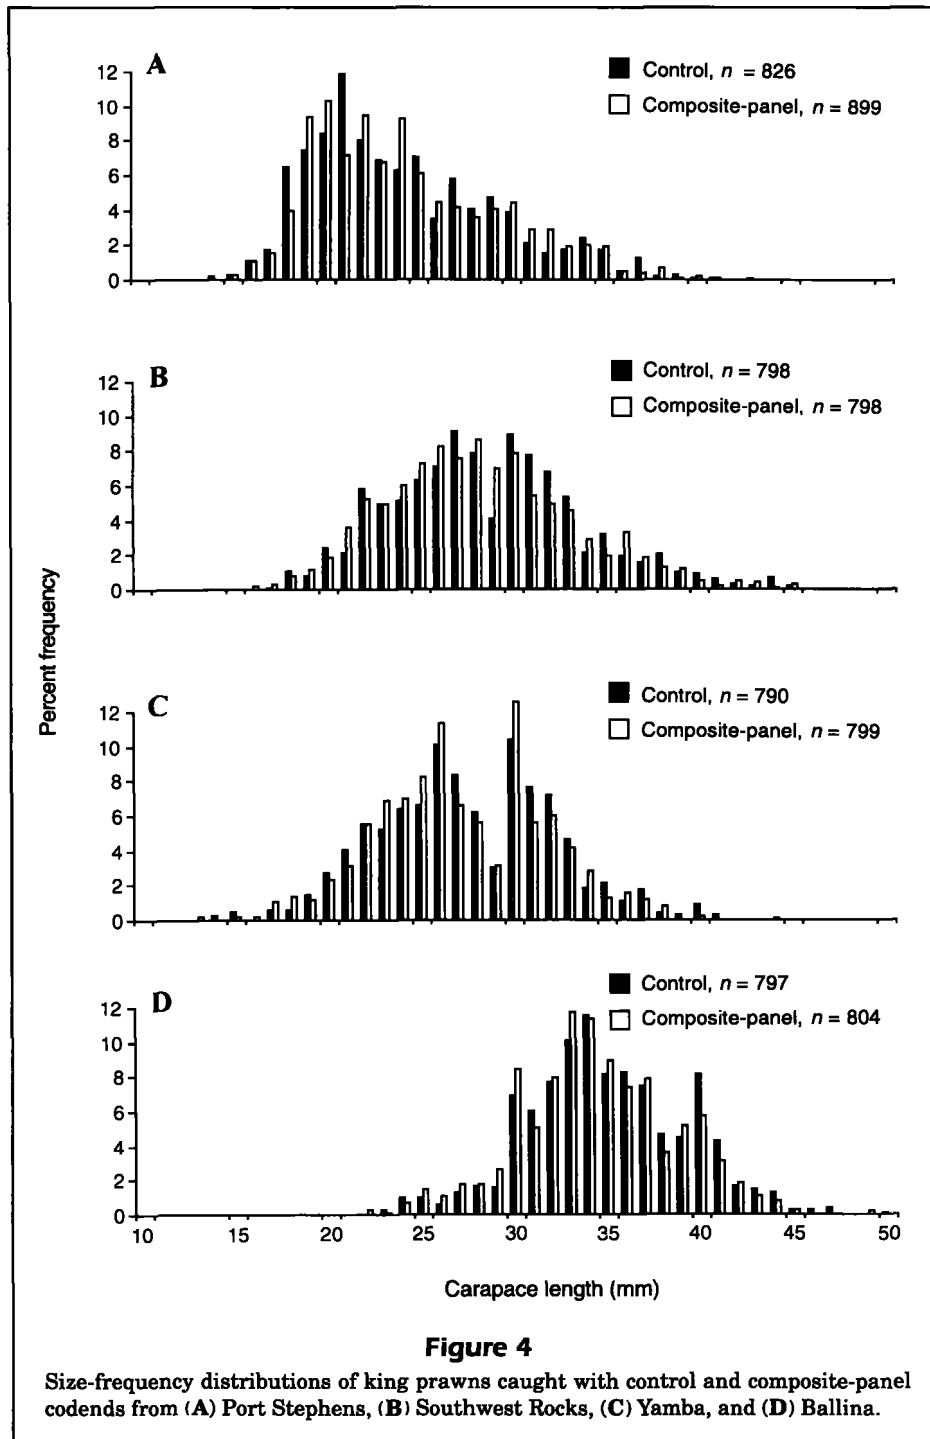 A
Control, n = 826
Composite-panel, n = 899
12
10
8
6
4
2
0
B
Control, n = 798
Composite-panel, n = 798
12
10
8
6
4
2
0
C
Control, n = 790
Composite-panel, n = 799
12
10
8
6
4
2
0
D
Control, n = 797
Composite-panel, n = 804
12
10
8
6
4
2
0
Percent frequency
10 15 20 25 30 35 40 45 50
Carapace length (mm)
Figure 4
Size-frequency distributions of king prawns caught with control and composite-panel
codends from (A) Port Stephens, (B) Southwest Rocks, (C) Yamba, and (D) Ballina.